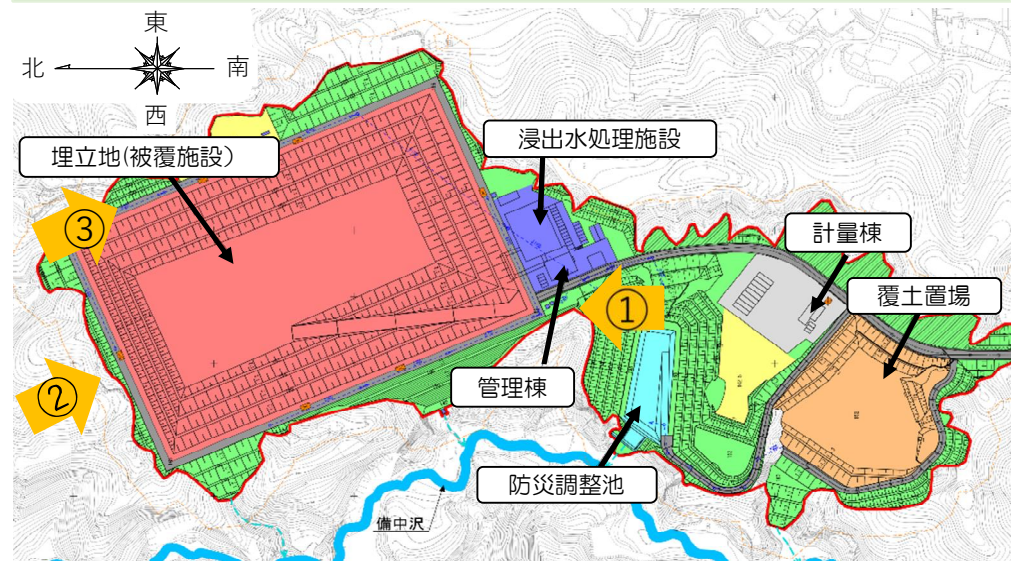 東
北
南
西
埋立地(被覆施設)
浸出水処理施設
計量棟
覆土置場
③
①
②
管理棟
防災調整池
備中沢